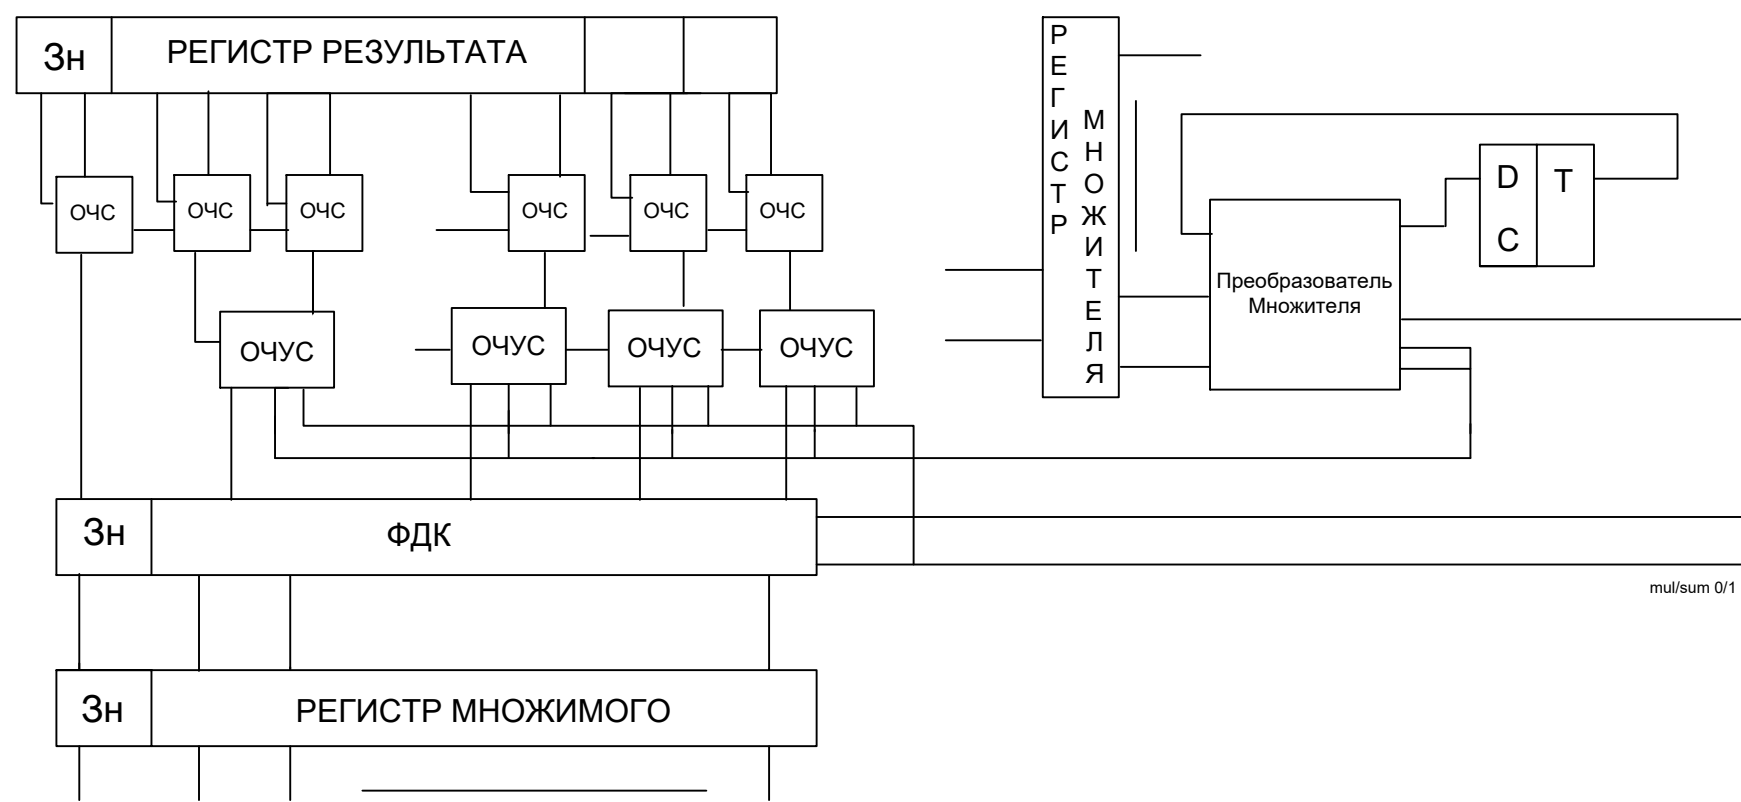 Зн
РЕГИСТР РЕЗУЛЬТАТА
ОЧС
ОЧС
ОЧС
ОЧС
ОЧС
ОЧС
ОЧУС
ОЧУС
ОЧУС
ОЧУС
Зн
ФДК
Зн
РЕГИСТР МНОЖИМОГО
РЕГИСТР
МНОЖИТЕЛЯ
Преобразователь
Множителя
D
T
C
mul/sum 0/1